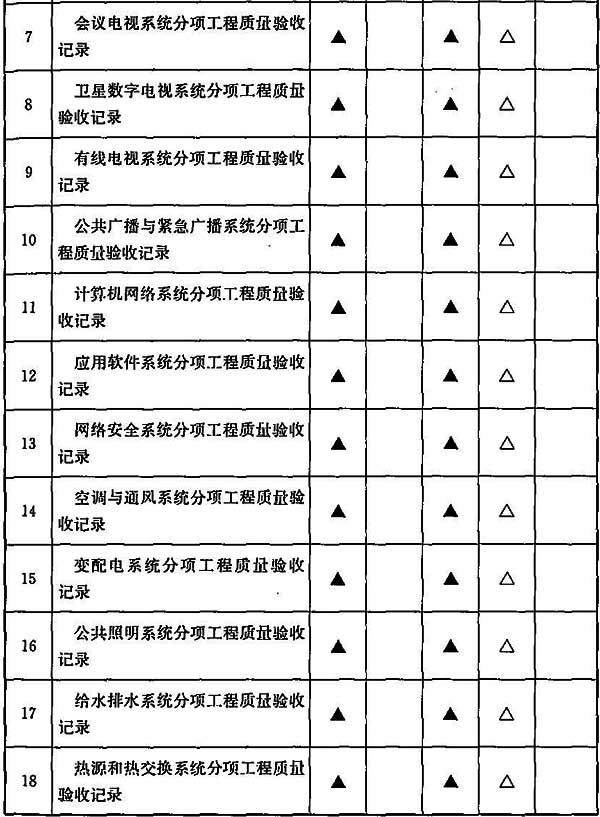 7 会议电视系统分项工程质量验收 ▲ ▲ △
记录
8 卫星数字电视系统分项工程质量 ▲ ▲ △
验收记录
9 有线电视系统分项工程质量验收 ▲ ▲ △
记录
10 公共广播与紧急广播系统分项工 ▲ ▲ △
程质量验收记录
11 计算机网络系统分项工程质量验 ▲ ▲ △
收记录
12 应用软件系统分项工程质量验收 ▲ ▲ △
记录
13 网络安全系统分项工程质量验收 ▲ ▲ △
记录
14 空调与通风系统分项工程质量验 ▲ ▲ △
收记录
15 变配电系统分项工程质量验收 ▲ ▲ △
记录
16 公共照明系统分项工程质量验收 ▲ ▲ △
记录
17 给水排水系统分项工程质量验收 ▲ ▲ △
记录
18 热源和热交换系统分项工程质量 ▲ ▲ △
验收记录